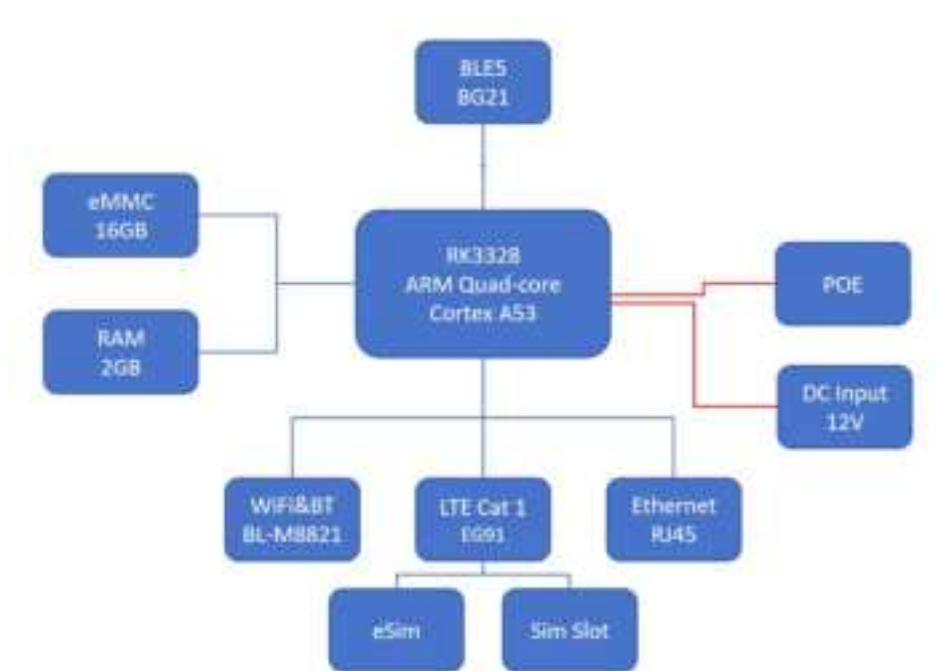 BLE5
BG21
eMMC
16GB
RK3328
ARM Quad-core
Cortex A53
POE
RAM
2GB
DC Input
12V
WiFi&BT
BL-M8821
LTE Cat 1
EG91
Ethernet
RJ45
eSim
Sim Slot